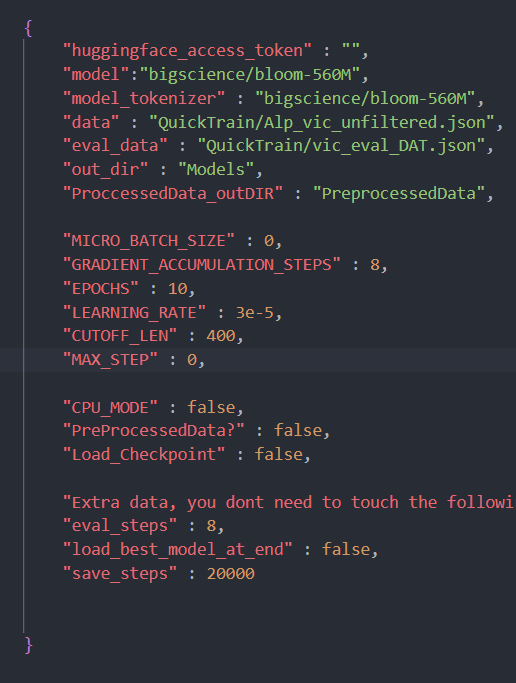 {
"huggingface_access_token" : "",
"model":"bigscience/bloom-560M",
"model_tokenizer" : "bigscience/bloom-560M",
"data" : "QuickTrain/Alp_vic_unfiltered.json",
"eval_data" : "QuickTrain/vic_eval_DAT.json",
"out_dir" : "Models",
"ProccessedData_outDIR" : "PreprocessedData",
"MICRO_BATCH_SIZE" : 0,
"GRADIENT_ACCUMULATION_STEPS" : 8,
"EPOCHS" : 10,
"LEARNING_RATE" : 3e-5,
"CUTOFF_LEN" : 400,
"MAX_STEP" : 0,
"CPU_MODE" : false,
"PreProcessedData?" : false,
"Load_Checkpoint" : false,
"Extra data, you dont need to touch the followi
"eval_steps" : 8,
"load_best_model_at_end" : false,
"save_steps" : 20000
}